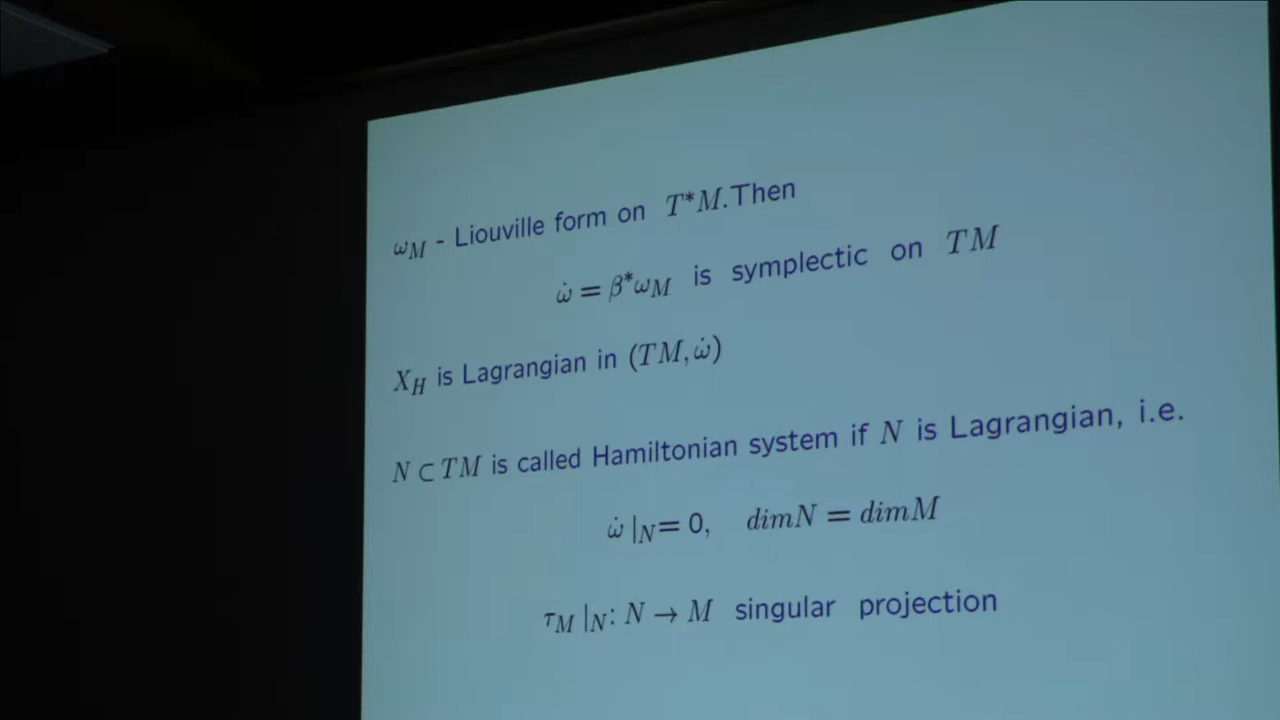 ω_M - Liouville form on T*M.Then
ω̇ = β*ω_M is symplectic on TM
X_H is Lagrangian in (TM, ω̇)
N ⊂ TM is called Hamiltonian system if N is Lagrangian, i.e.
ω̇ |_N = 0, dimN = dimM
τ_M |_N : N → M singular projection